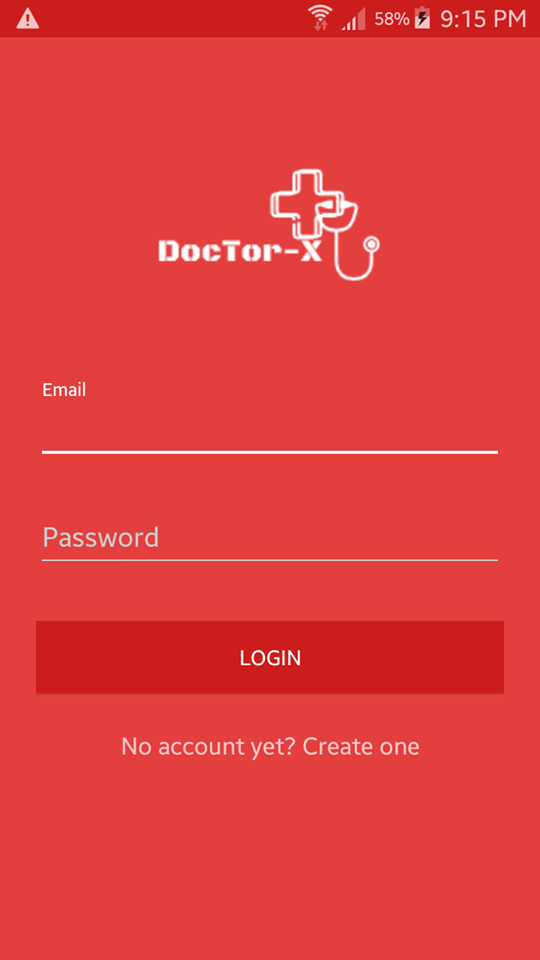 58% 9:15 PM
DocTor-X
Email
Password
LOGIN
No account yet? Create one